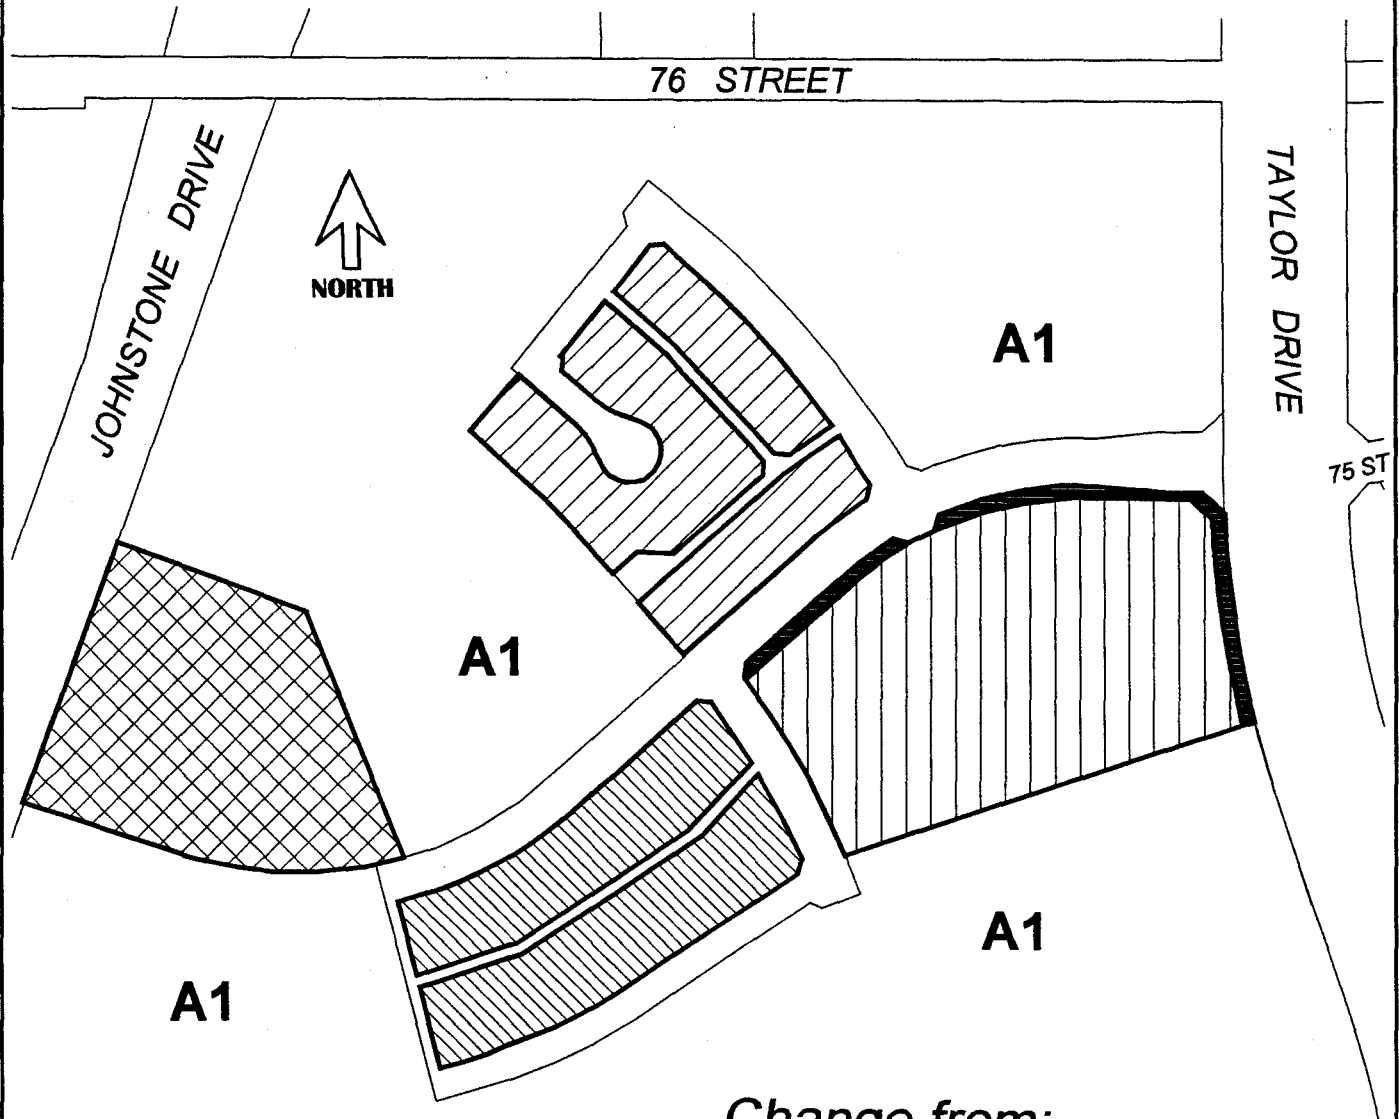 76 STREET
JOHNSTONE DRIVE
TAYLOR DRIVE
NORTH
A1
75 ST
A1
A1
A1
Change from: